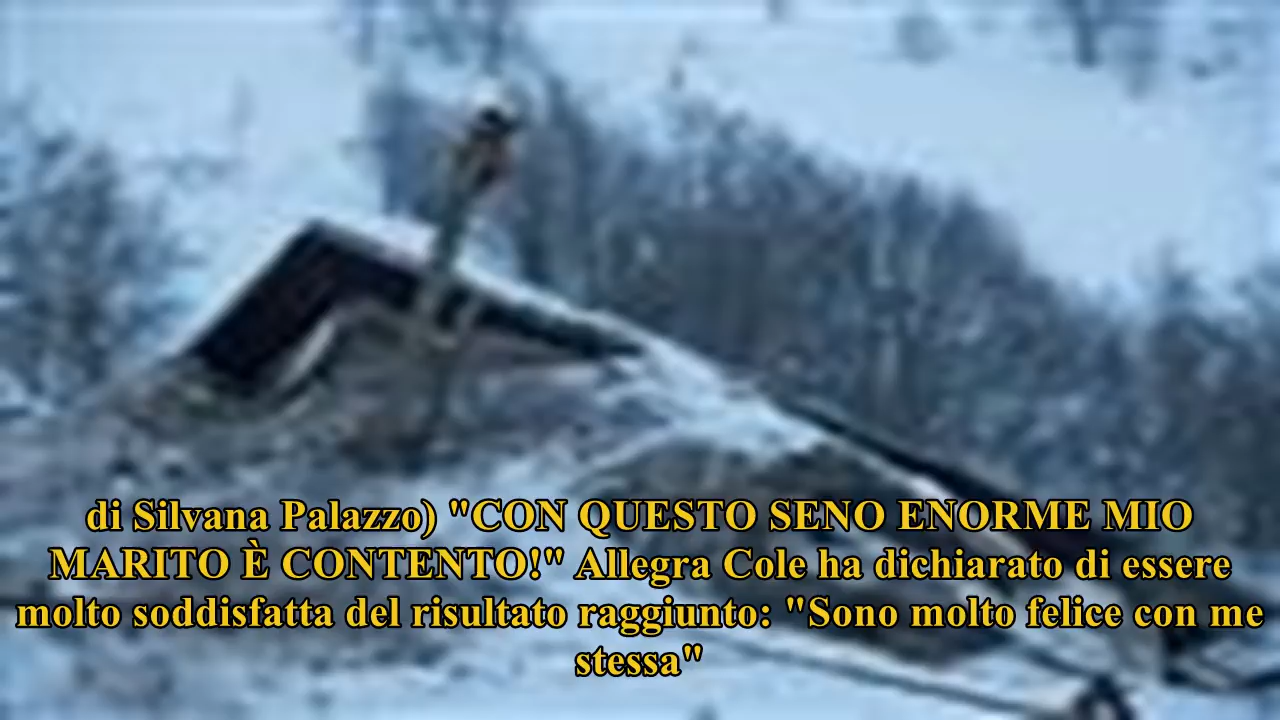 di Silvana Palazzo) "CON QUESTO SENO ENORME MIO
MARITO È CONTENTO!" Allegra Cole ha dichiarato di essere
molto soddisfatta del risultato raggiunto: "Sono molto felice con me
stessa"